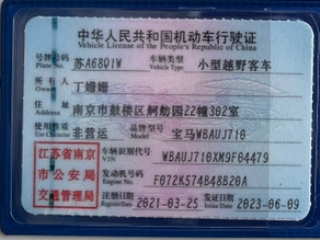 中华人民共和国机动车行驶证
Vehicle License of the People's Republic of China
号牌号码 苏A68Q1W 车辆类型 小型越野客车
Plate No. Vehicle Type
所有人 丁姗姗
Owner
住址 南京市鼓楼区阿舫园22幢302室
Address
使用性质 非营运 品牌型号 宝马WBAUJ710
Use Character Model
江苏省南京
市公安局
交通管理局
车辆识别代号 WBAUJ710XM9F04479
VIN
发动机号码 F072K574B48B20A
Engine No.
注册日期 2021-03-25 发证日期 2023-06-09
Register Date Issue Date